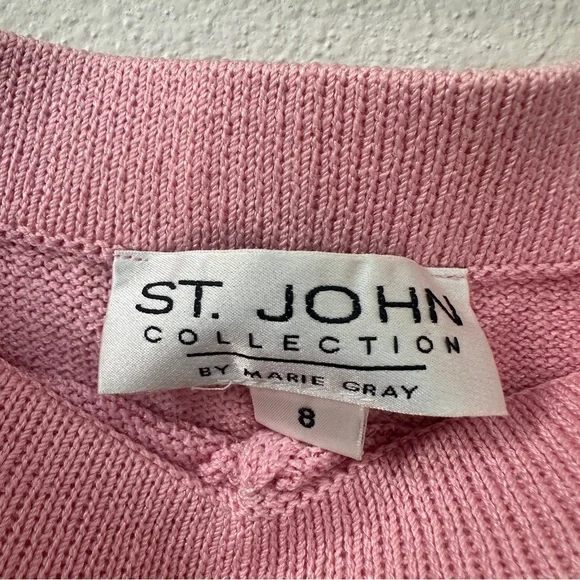 ST. JOHN
COLLECTION
BY MARIE GRAY
8